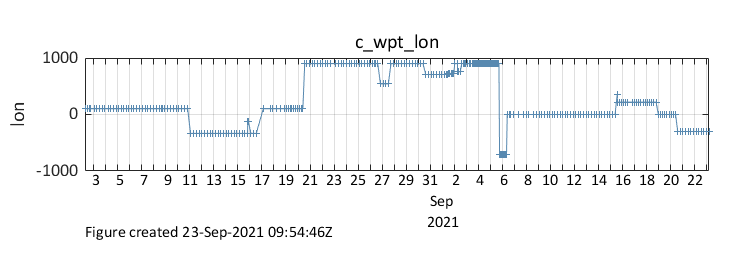 c_wpt_lon
1000
0
-1000
lon
3 5 7 9 11 13 15 17 19 21 23 25 27 29 31 2 4 6 8 10 12 14 16 18 20 22
Sep
2021
Figure created 23-Sep-2021 09:54:46Z